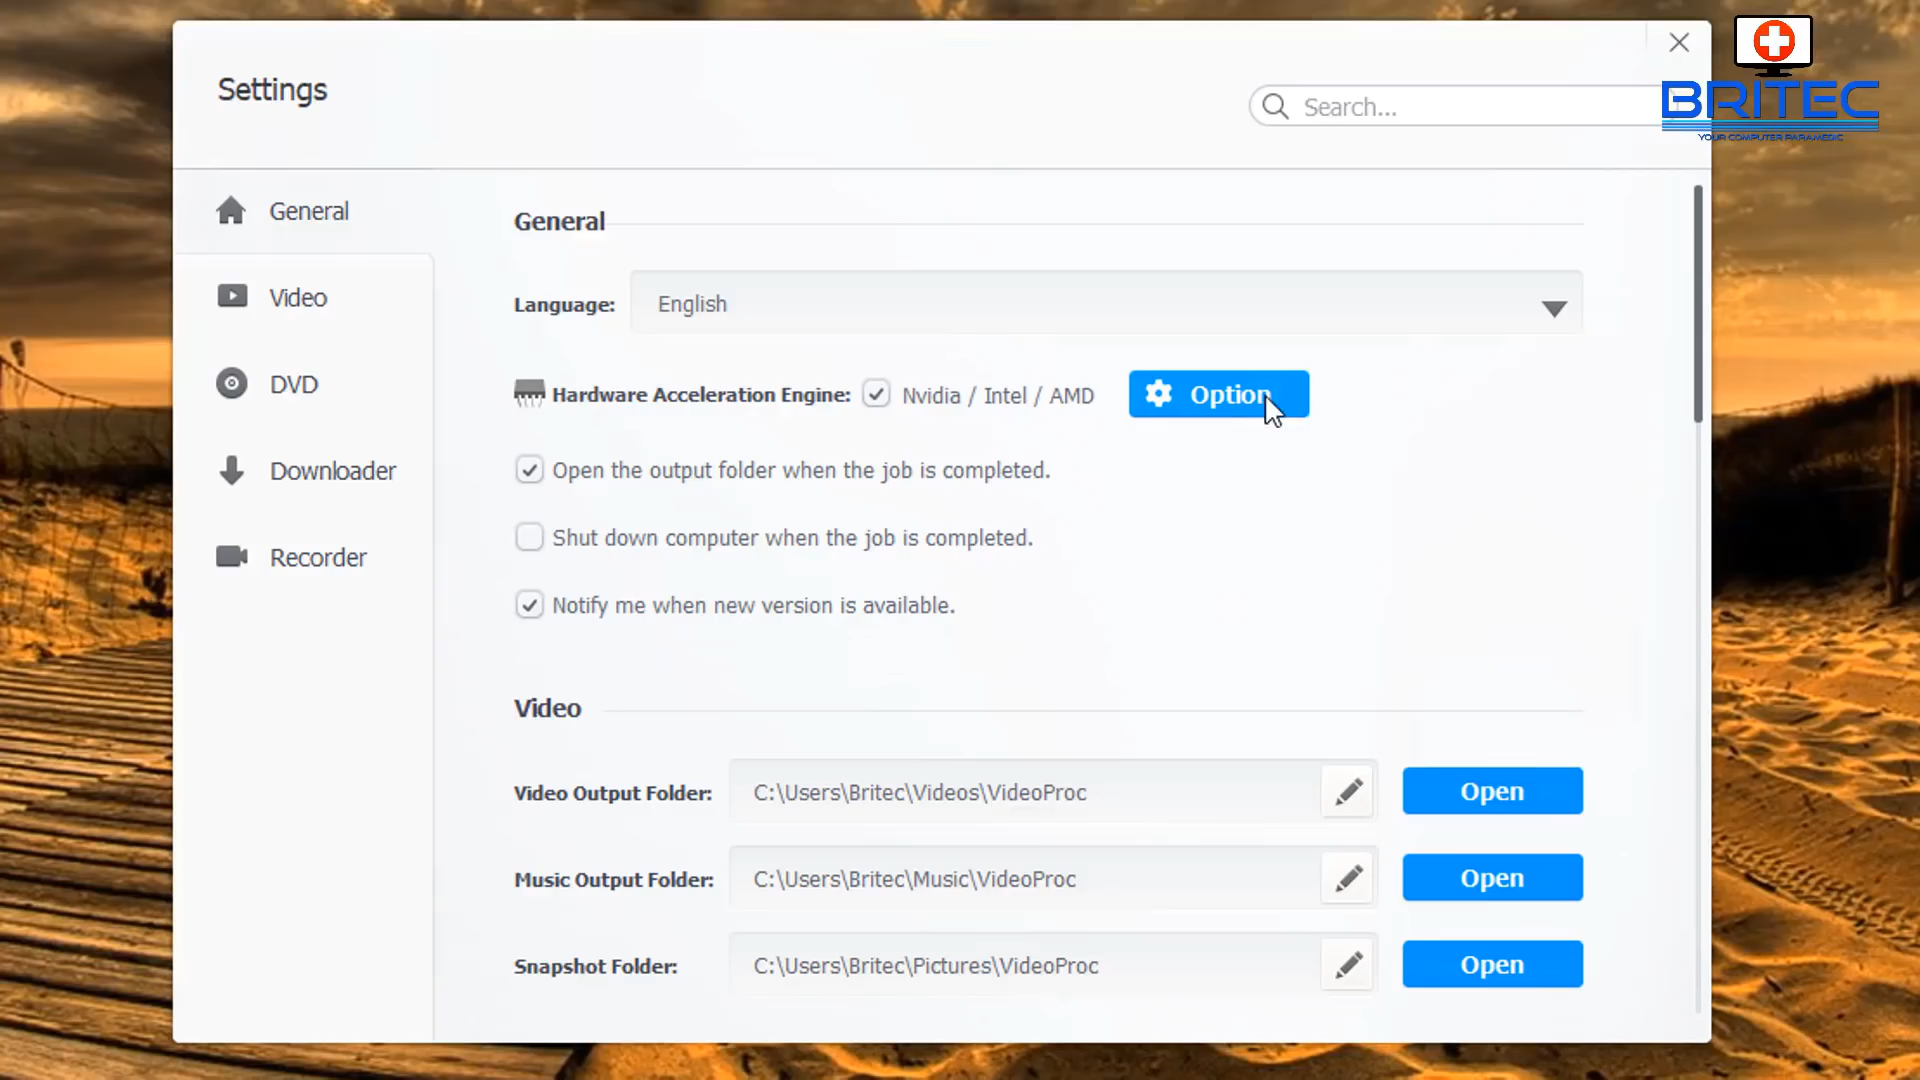 Settings
Search...
BRITEC
YOUR COMPUTER PARAMEDIC
General
Video
DVD
Downloader
Recorder
General
Language: English
Hardware Acceleration Engine: Nvidia / Intel / AMD Option
Open the output folder when the job is completed.
Shut down computer when the job is completed.
Notify me when new version is available.
Video
Video Output Folder: C:\Users\Britec\Videos\VideoProc Open
Music Output Folder: C:\Users\Britec\Music\VideoProc Open
Snapshot Folder: C:\Users\Britec\Pictures\VideoProc Open